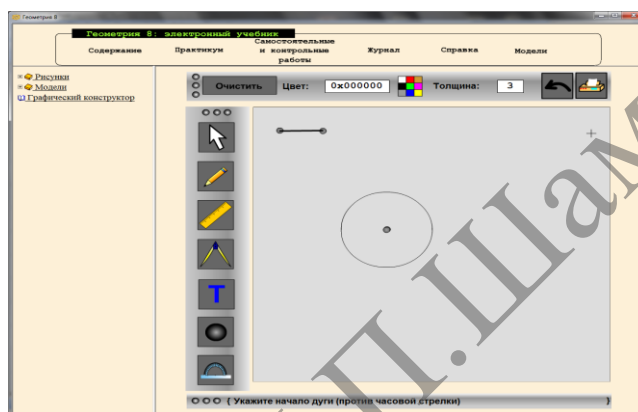 Геометрия 8
Геометрия 8: электронный учебник
Содержание
Практикум
Самостоятельные
и контрольные
работы
Журнал
Справка
Модели
Рисунки
Модели
Графический конструктор
Очистить
Цвет:
0x000000
Толщина:
3
T
{ Укажите начало дуги (против часовой стрелки) }
П.Шам